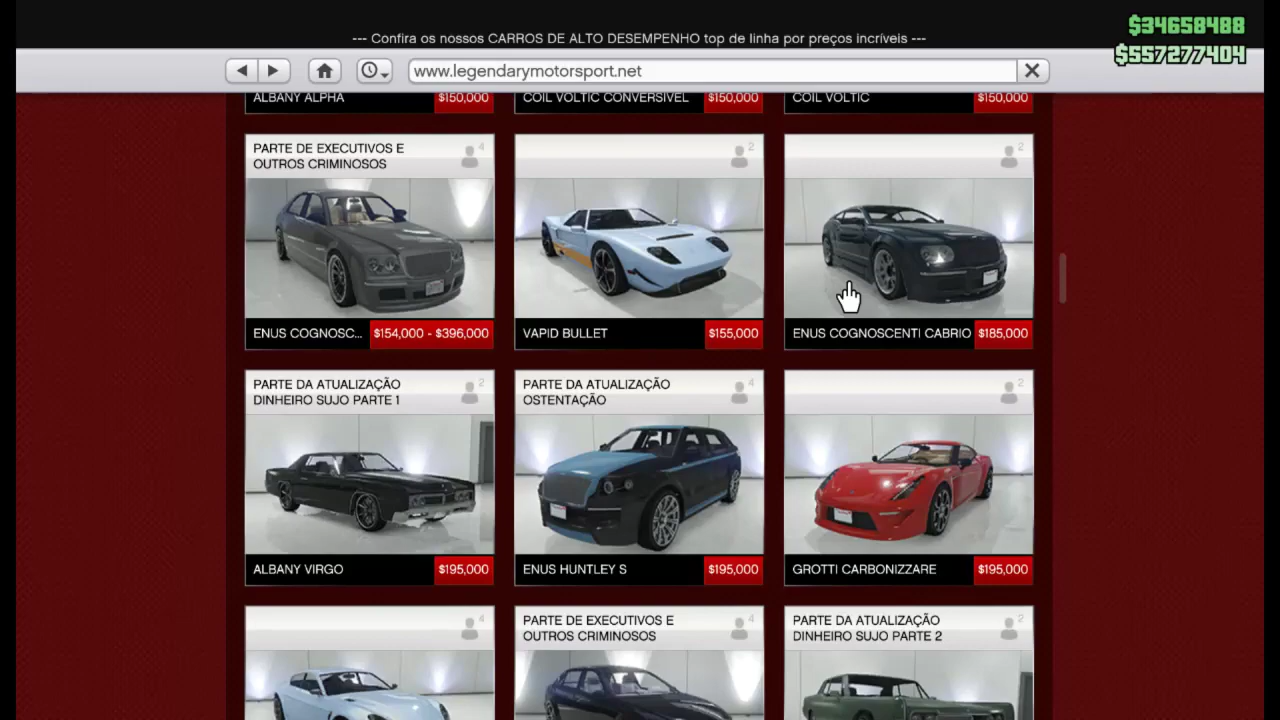 $34658488
--- Confira os nossos CARROS DE ALTO DESEMPENHO top de linha por preços incríveis ---
$557277404
www.legendarymotorsport.net
ALBANY ALPHA $150,000
COIL VOLTIC CONVERSÍVEL $150,000
COIL VOLTIC $150,000
PARTE DE EXECUTIVOS E
OUTROS CRIMINOSOS
4
2
2
ENUS COGNOSC... $154,000 - $396,000
VAPID BULLET $155,000
ENUS COGNOSCENTI CABRIO $185,000
PARTE DA ATUALIZAÇÃO
DINHEIRO SUJO PARTE 1
2
PARTE DA ATUALIZAÇÃO
OSTENTAÇÃO
4
2
ALBANY VIRGO $195,000
ENUS HUNTLEY S $195,000
GROTTI CARBONIZZARE $195,000
4
PARTE DE EXECUTIVOS E
OUTROS CRIMINOSOS
4
PARTE DA ATUALIZAÇÃO
DINHEIRO SUJO PARTE 2
2